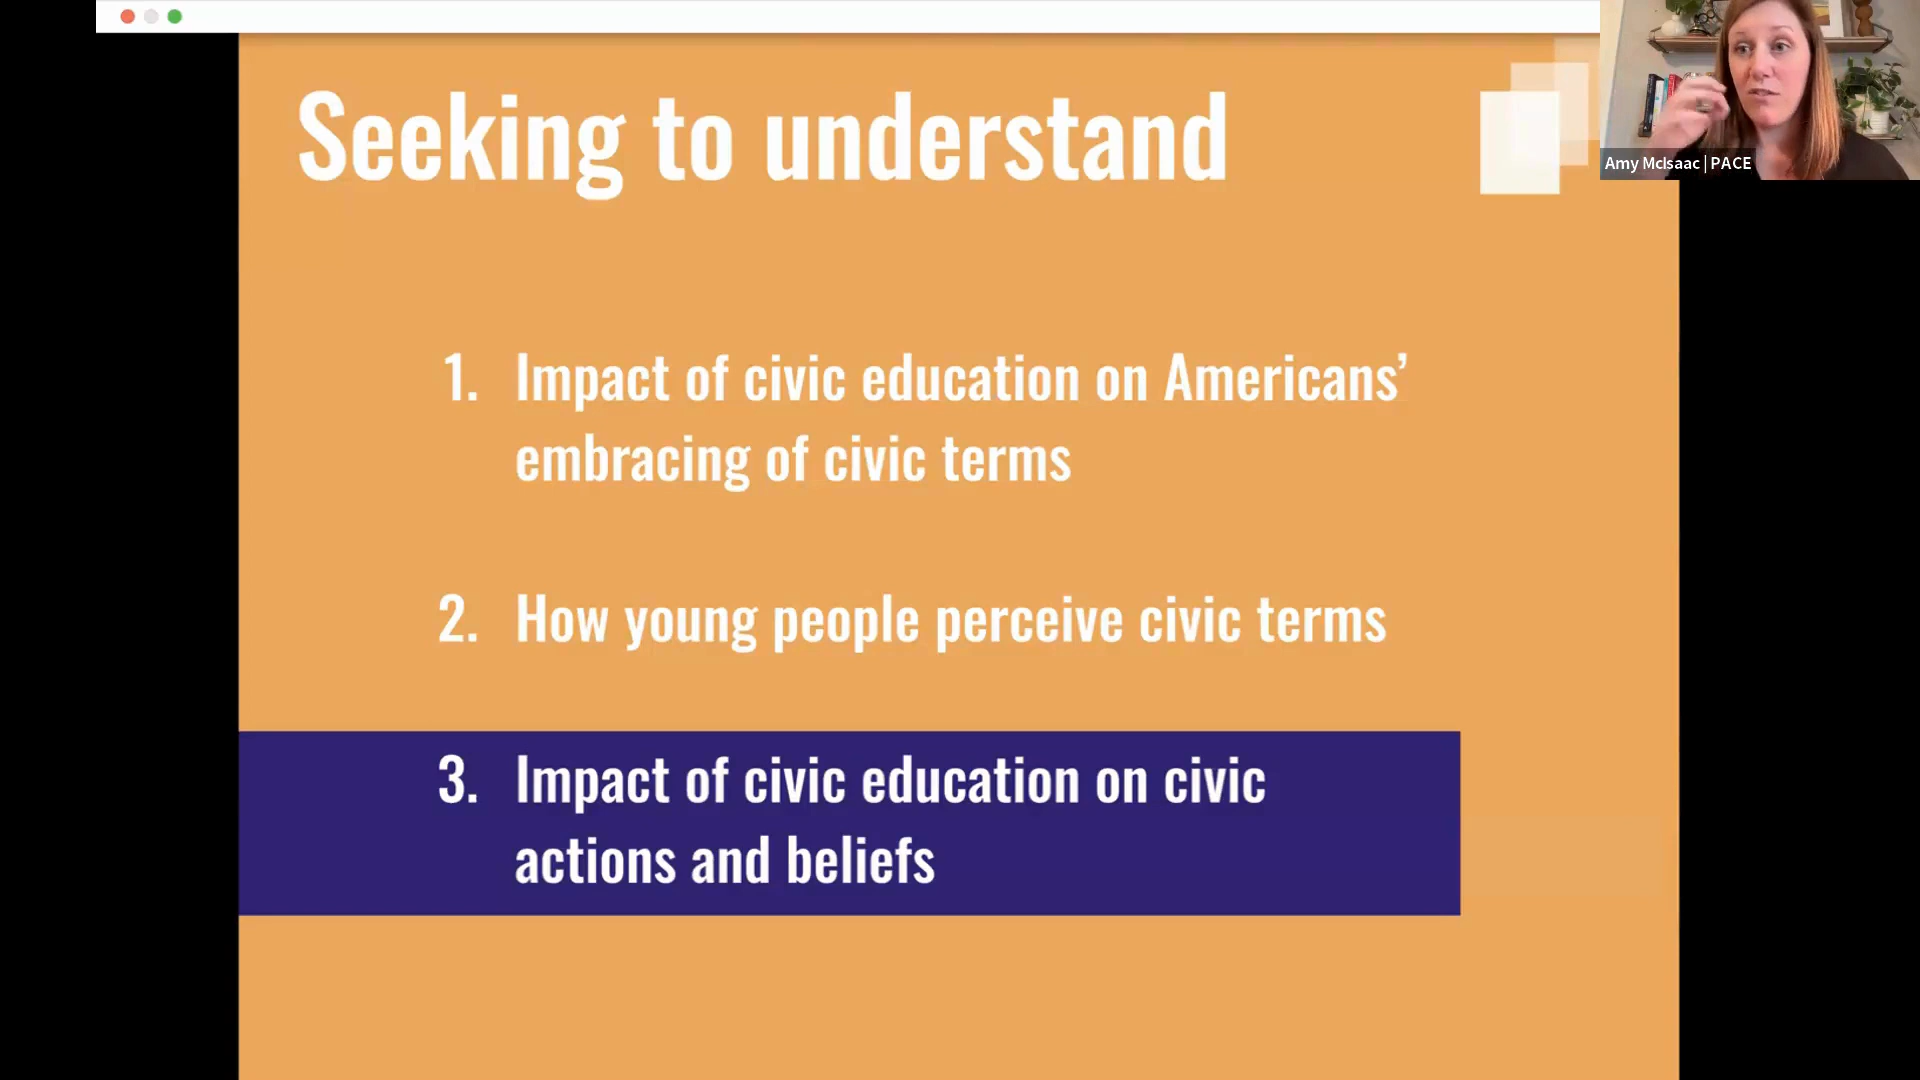 Seeking to understand
Amy McIsaac | PACE
1. Impact of civic education on Americans’
embracing of civic terms
2. How young people perceive civic terms
3. Impact of civic education on civic
actions and beliefs